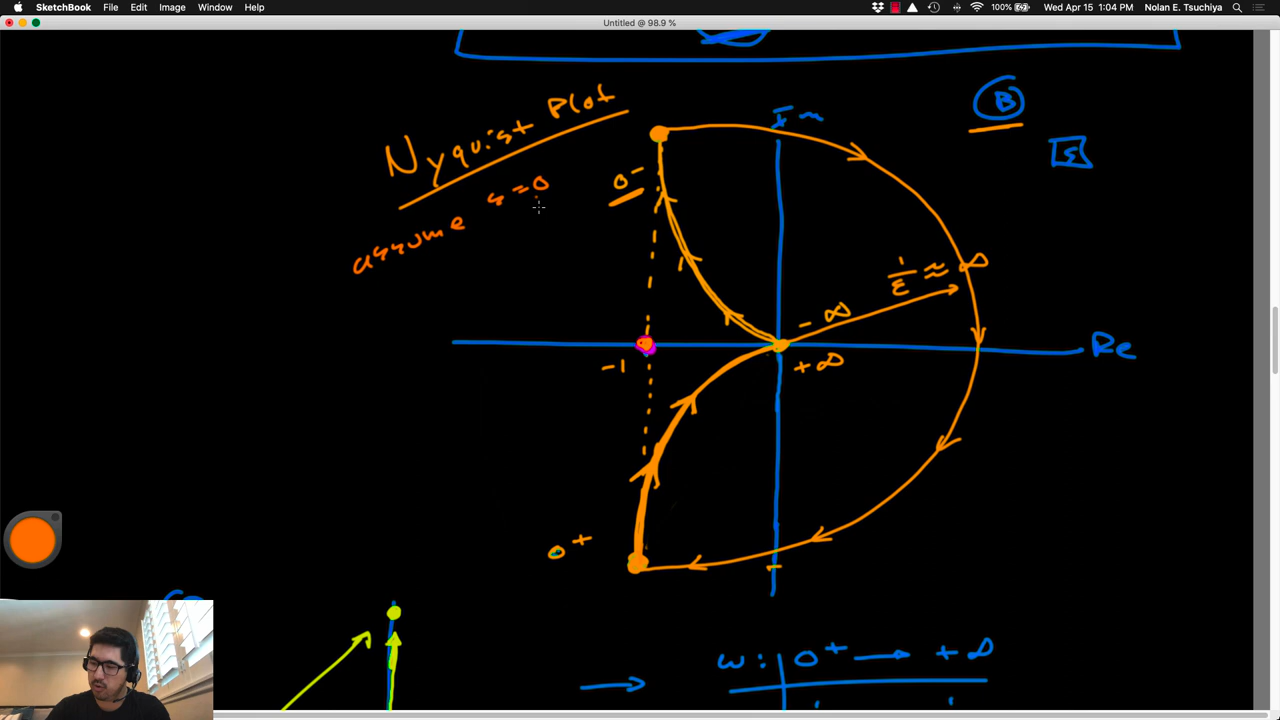 SketchBook File Edit Image Window Help 100% Wed Apr 15 1:04 PM Nolan E. Tsuchiya
Untitled @ 98.9 %
Nyquist Plot
assume s = 0
Im
B
S
0⁻
1/ε ≈ ∞
- ∞
Re
-1
+ ∞
0⁺
ω: 0⁺ → + ∞